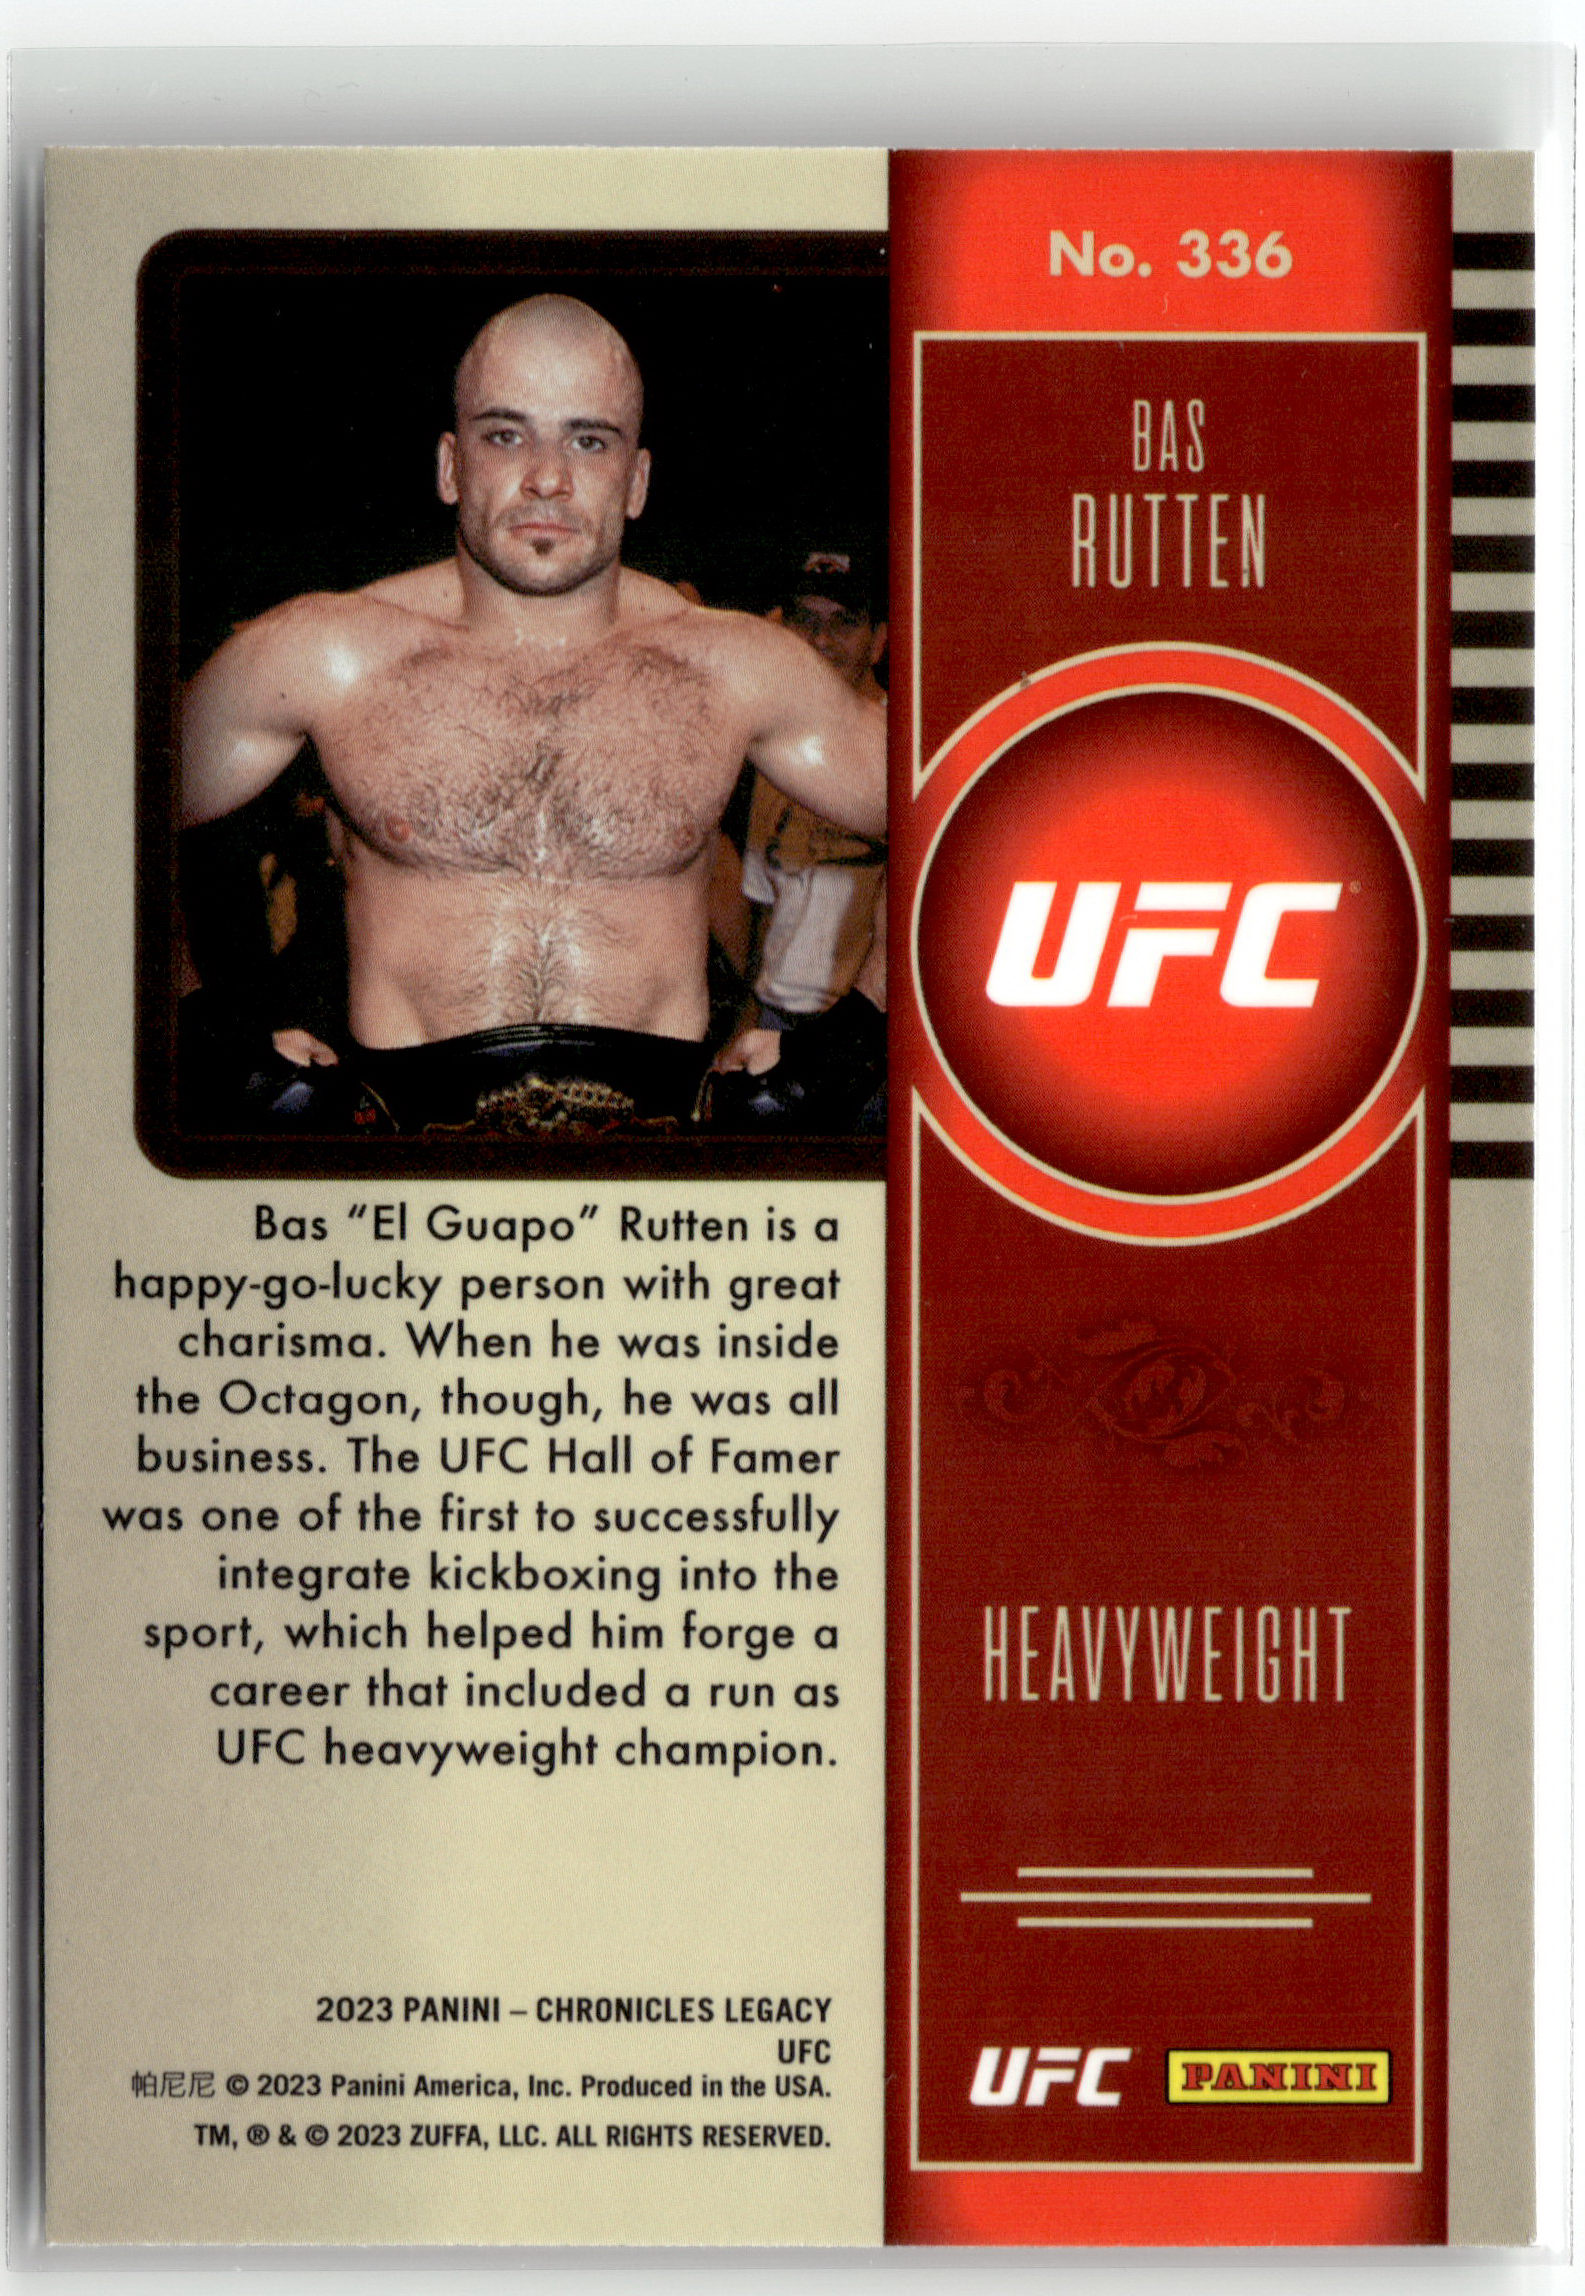 No. 336
BAS
RUTTEN
UFC
Bas “El Guapo” Rutten is a
happy-go-lucky person with great
charisma. When he was inside
the Octagon, though, he was all
business. The UFC Hall of Famer
was one of the first to successfully
integrate kickboxing into the
sport, which helped him forge a
career that included a run as
UFC heavyweight champion.
HEAVYWEIGHT
2023 PANINI – CHRONICLES LEGACY
UFC
帕尼尼 © 2023 Panini America, Inc. Produced in the USA.
TM, ® & © 2023 ZUFFA, LLC. ALL RIGHTS RESERVED.
UFC PANINI